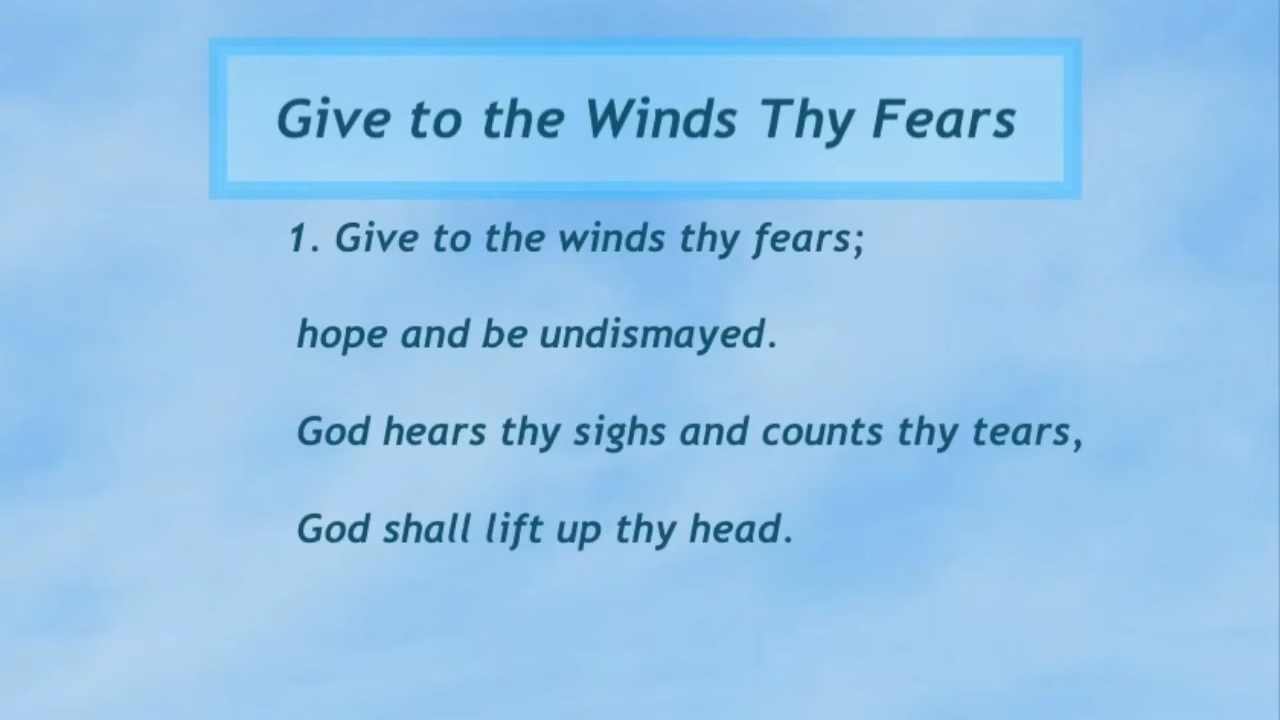 Give to the Winds Thy Fears
1. Give to the winds thy fears;
hope and be undismayed.
God hears thy sighs and counts thy tears,
God shall lift up thy head.